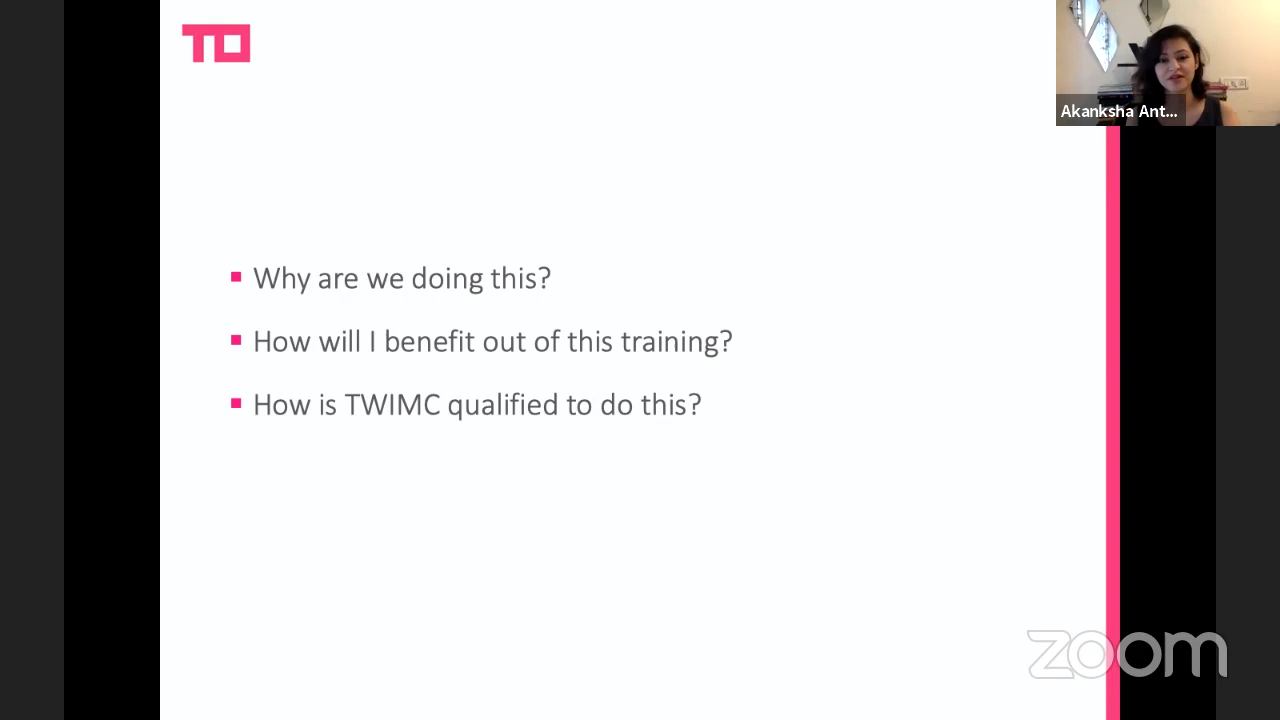 TO
Akanksha Ant...
Why are we doing this?
How will I benefit out of this training?
How is TWIMC qualified to do this?
zoom